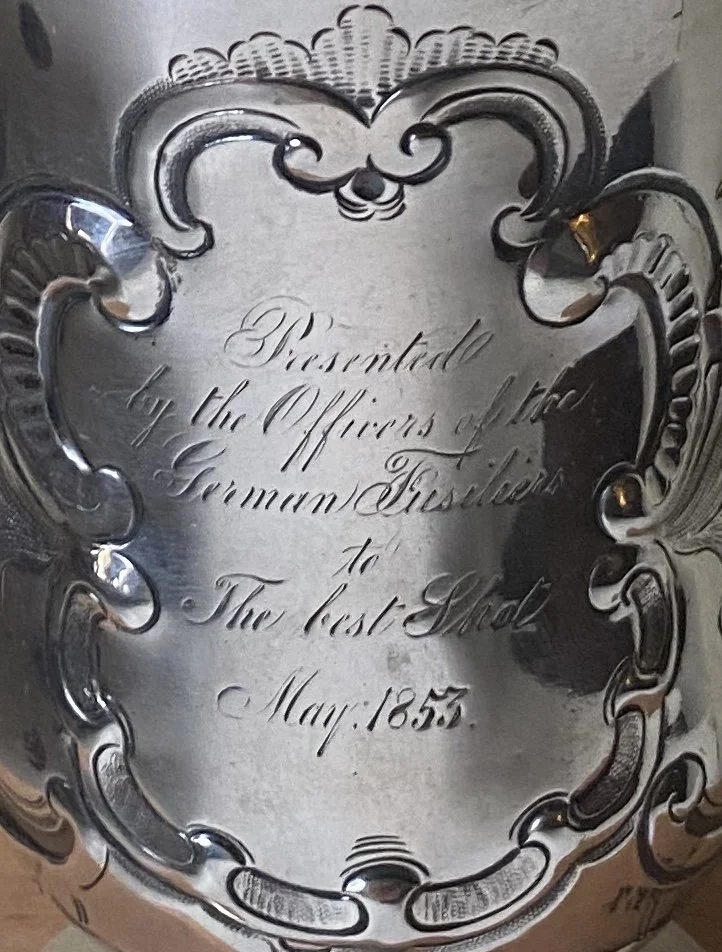 Presented
by the Officers of the
German Fusiliers
to
The best Shot
May. 1853.